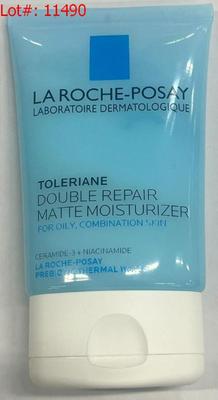 Lot#: 11490
LA ROCHE-POSAY
LABORATOIRE DERMATOLOGIQUE
TOLERIANE
DOUBLE REPAIR
MATTE MOISTURIZER
FOR OILY, COMBINATION SKIN
CERAMIDE-3 + NIACINAMIDE
LA ROCHE-POSAY
THERMAL